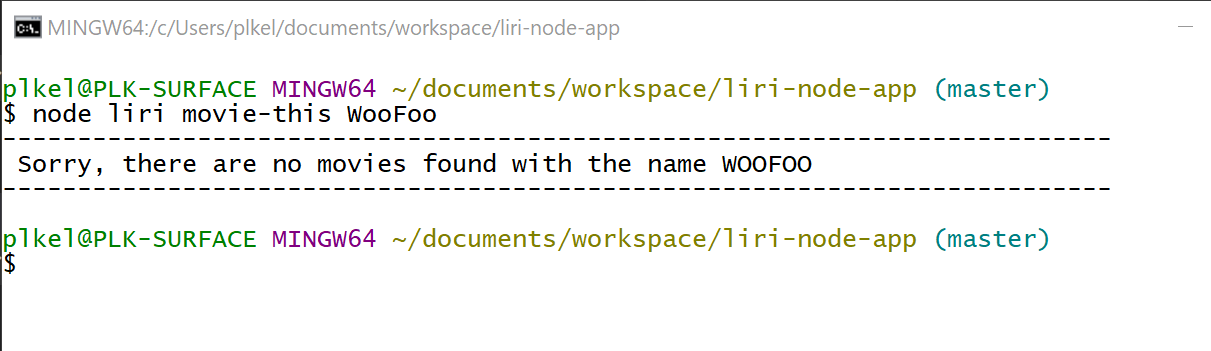 MINGW64:/c/Users/plkel/documents/workspace/liri-node-app
plkel@PLK-SURFACE MINGW64 ~/documents/workspace/liri-node-app (master)
$ node liri movie-this WooFoo
--------------------------------------------------------------------------
Sorry, there are no movies found with the name WOOFOO
--------------------------------------------------------------------------
plkel@PLK-SURFACE MINGW64 ~/documents/workspace/liri-node-app (master)
$